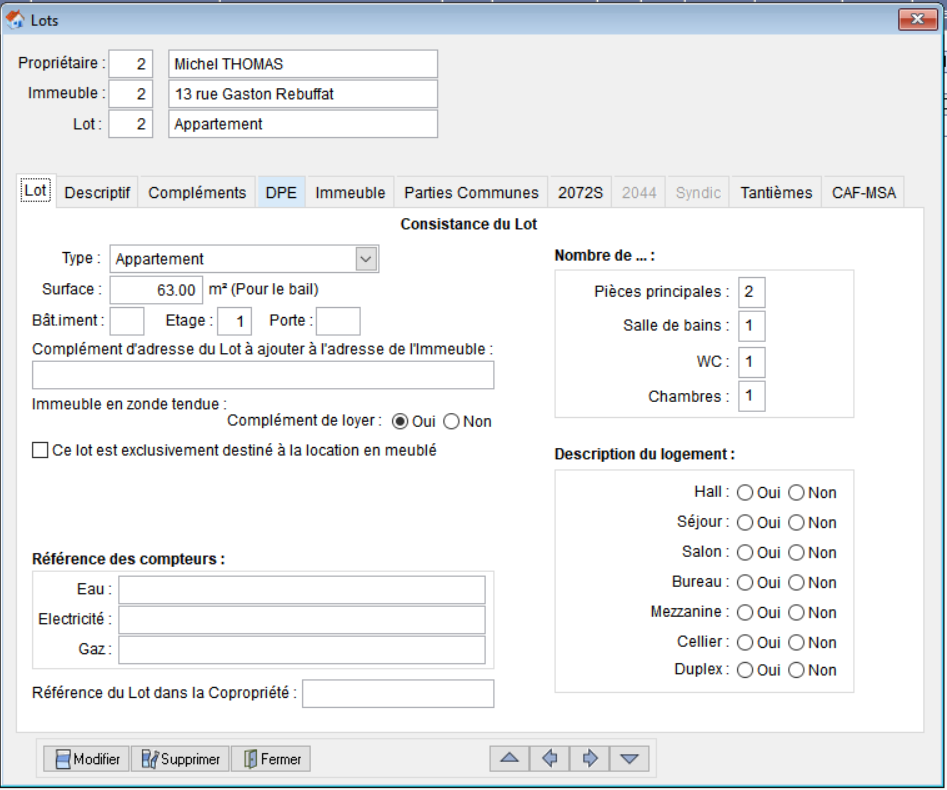 Lots
Propriétaire : 2 Michel THOMAS
Immeuble : 2 13 rue Gaston Rebuffat
Lot : 2 Appartement
Lot Descriptif Compléments DPE Immeuble Parties Communes 2072S 2044 Syndic Tantièmes CAF-MSA
Consistance du Lot
Type : Appartement
Surface : 63.00 m² (Pour le bail)
Bât.iment : Etage : 1 Porte :
Complément d'adresse du Lot à ajouter à l'adresse de l'Immeuble :
Immeuble en zonde tendue :
Complément de loyer : Oui Non
Ce lot est exclusivement destiné à la location en meublé
Référence des compteurs :
Eau :
Electricité :
Gaz :
Référence du Lot dans la Copropriété :
Nombre de ... :
Pièces principales : 2
Salle de bains : 1
WC : 1
Chambres : 1
Description du logement :
Hall : Oui Non
Séjour : Oui Non
Salon : Oui Non
Bureau : Oui Non
Mezzanine : Oui Non
Cellier : Oui Non
Duplex : Oui Non
Modifier Supprimer Fermer